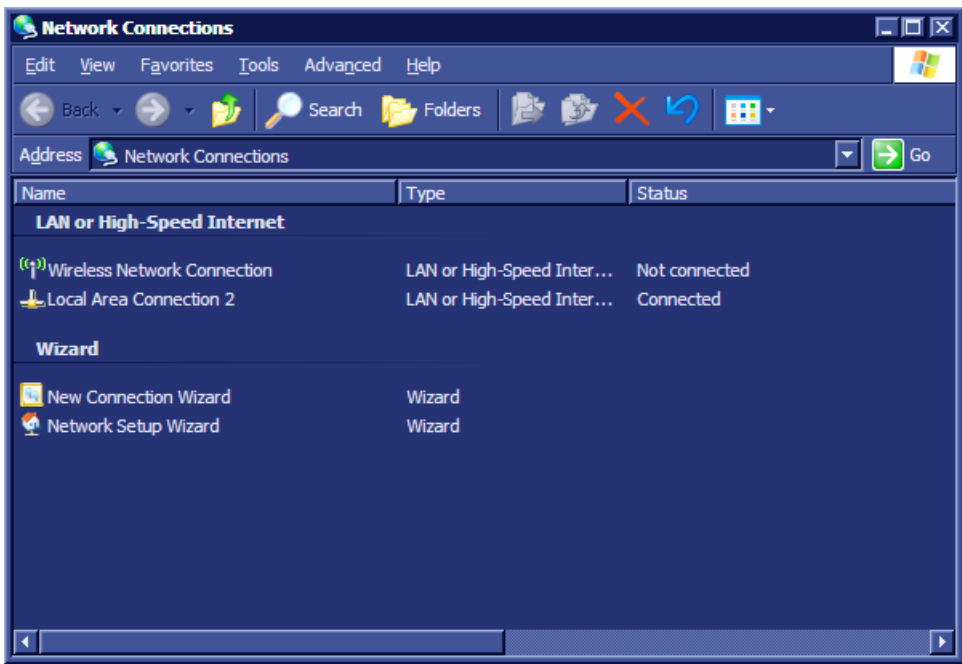 Network Connections
Edit View Favorites Tools Advanced Help
Back Search Folders
Address Network Connections Go
Name Type Status
LAN or High-Speed Internet
Wireless Network Connection LAN or High-Speed Inter... Not connected
Local Area Connection 2 LAN or High-Speed Inter... Connected
Wizard
New Connection Wizard Wizard
Network Setup Wizard Wizard